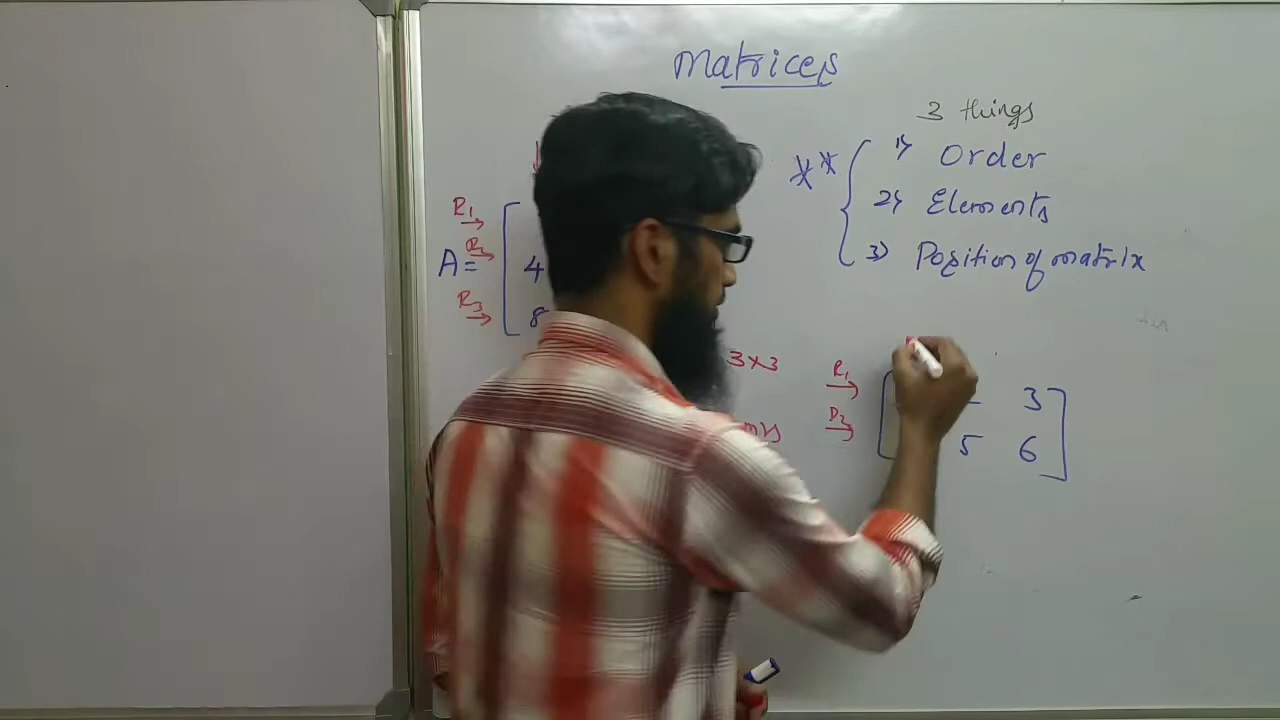 Matrices
3 things
** 1) Order
2) Elements
3) Position of matrix
R1
R2
A = [ 4
R3
8
3×3
R1
3
R2
5 6